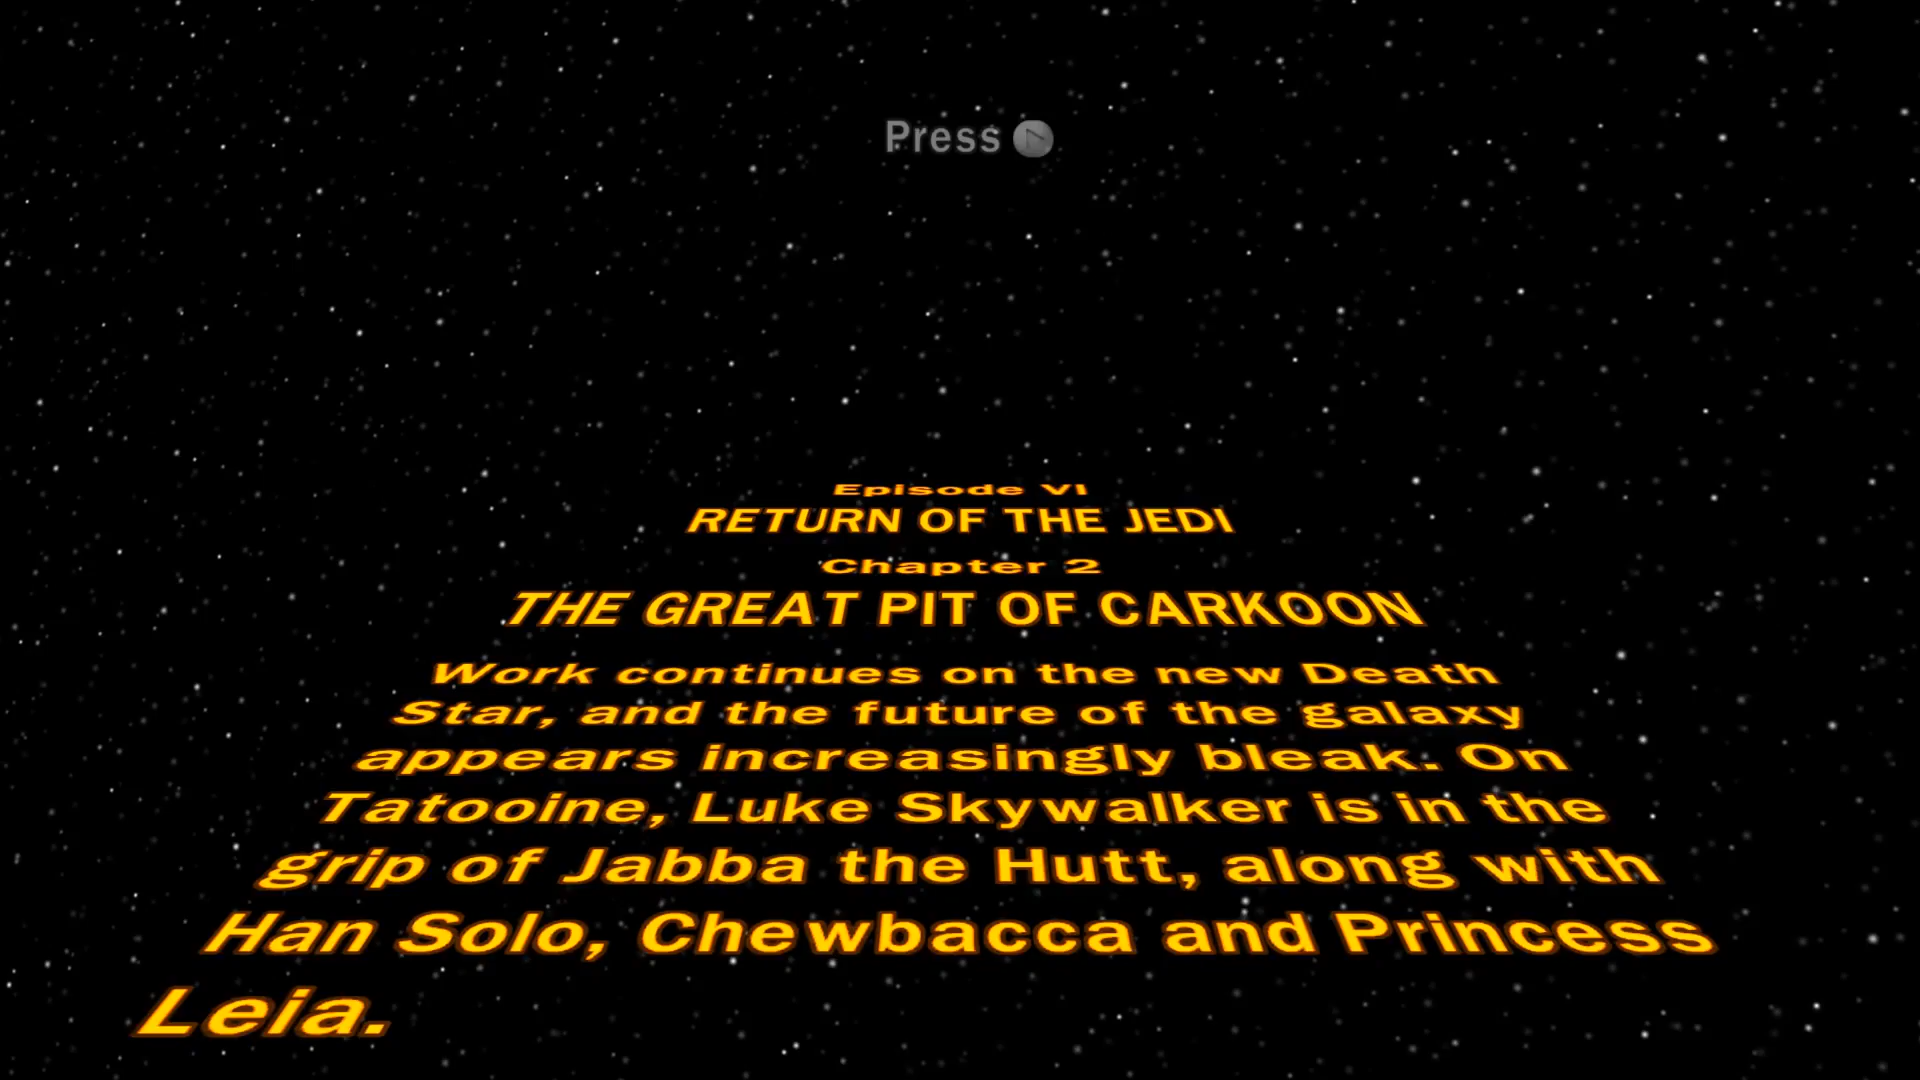 Press
Episode VI
RETURN OF THE JEDI
Chapter 2
THE GREAT PIT OF CARKOON
Work continues on the new Death
Star, and the future of the galaxy
appears increasingly bleak. On
Tatooine, Luke Skywalker is in the
grip of Jabba the Hutt, along with
Han Solo, Chewbacca and Princess
Leia.